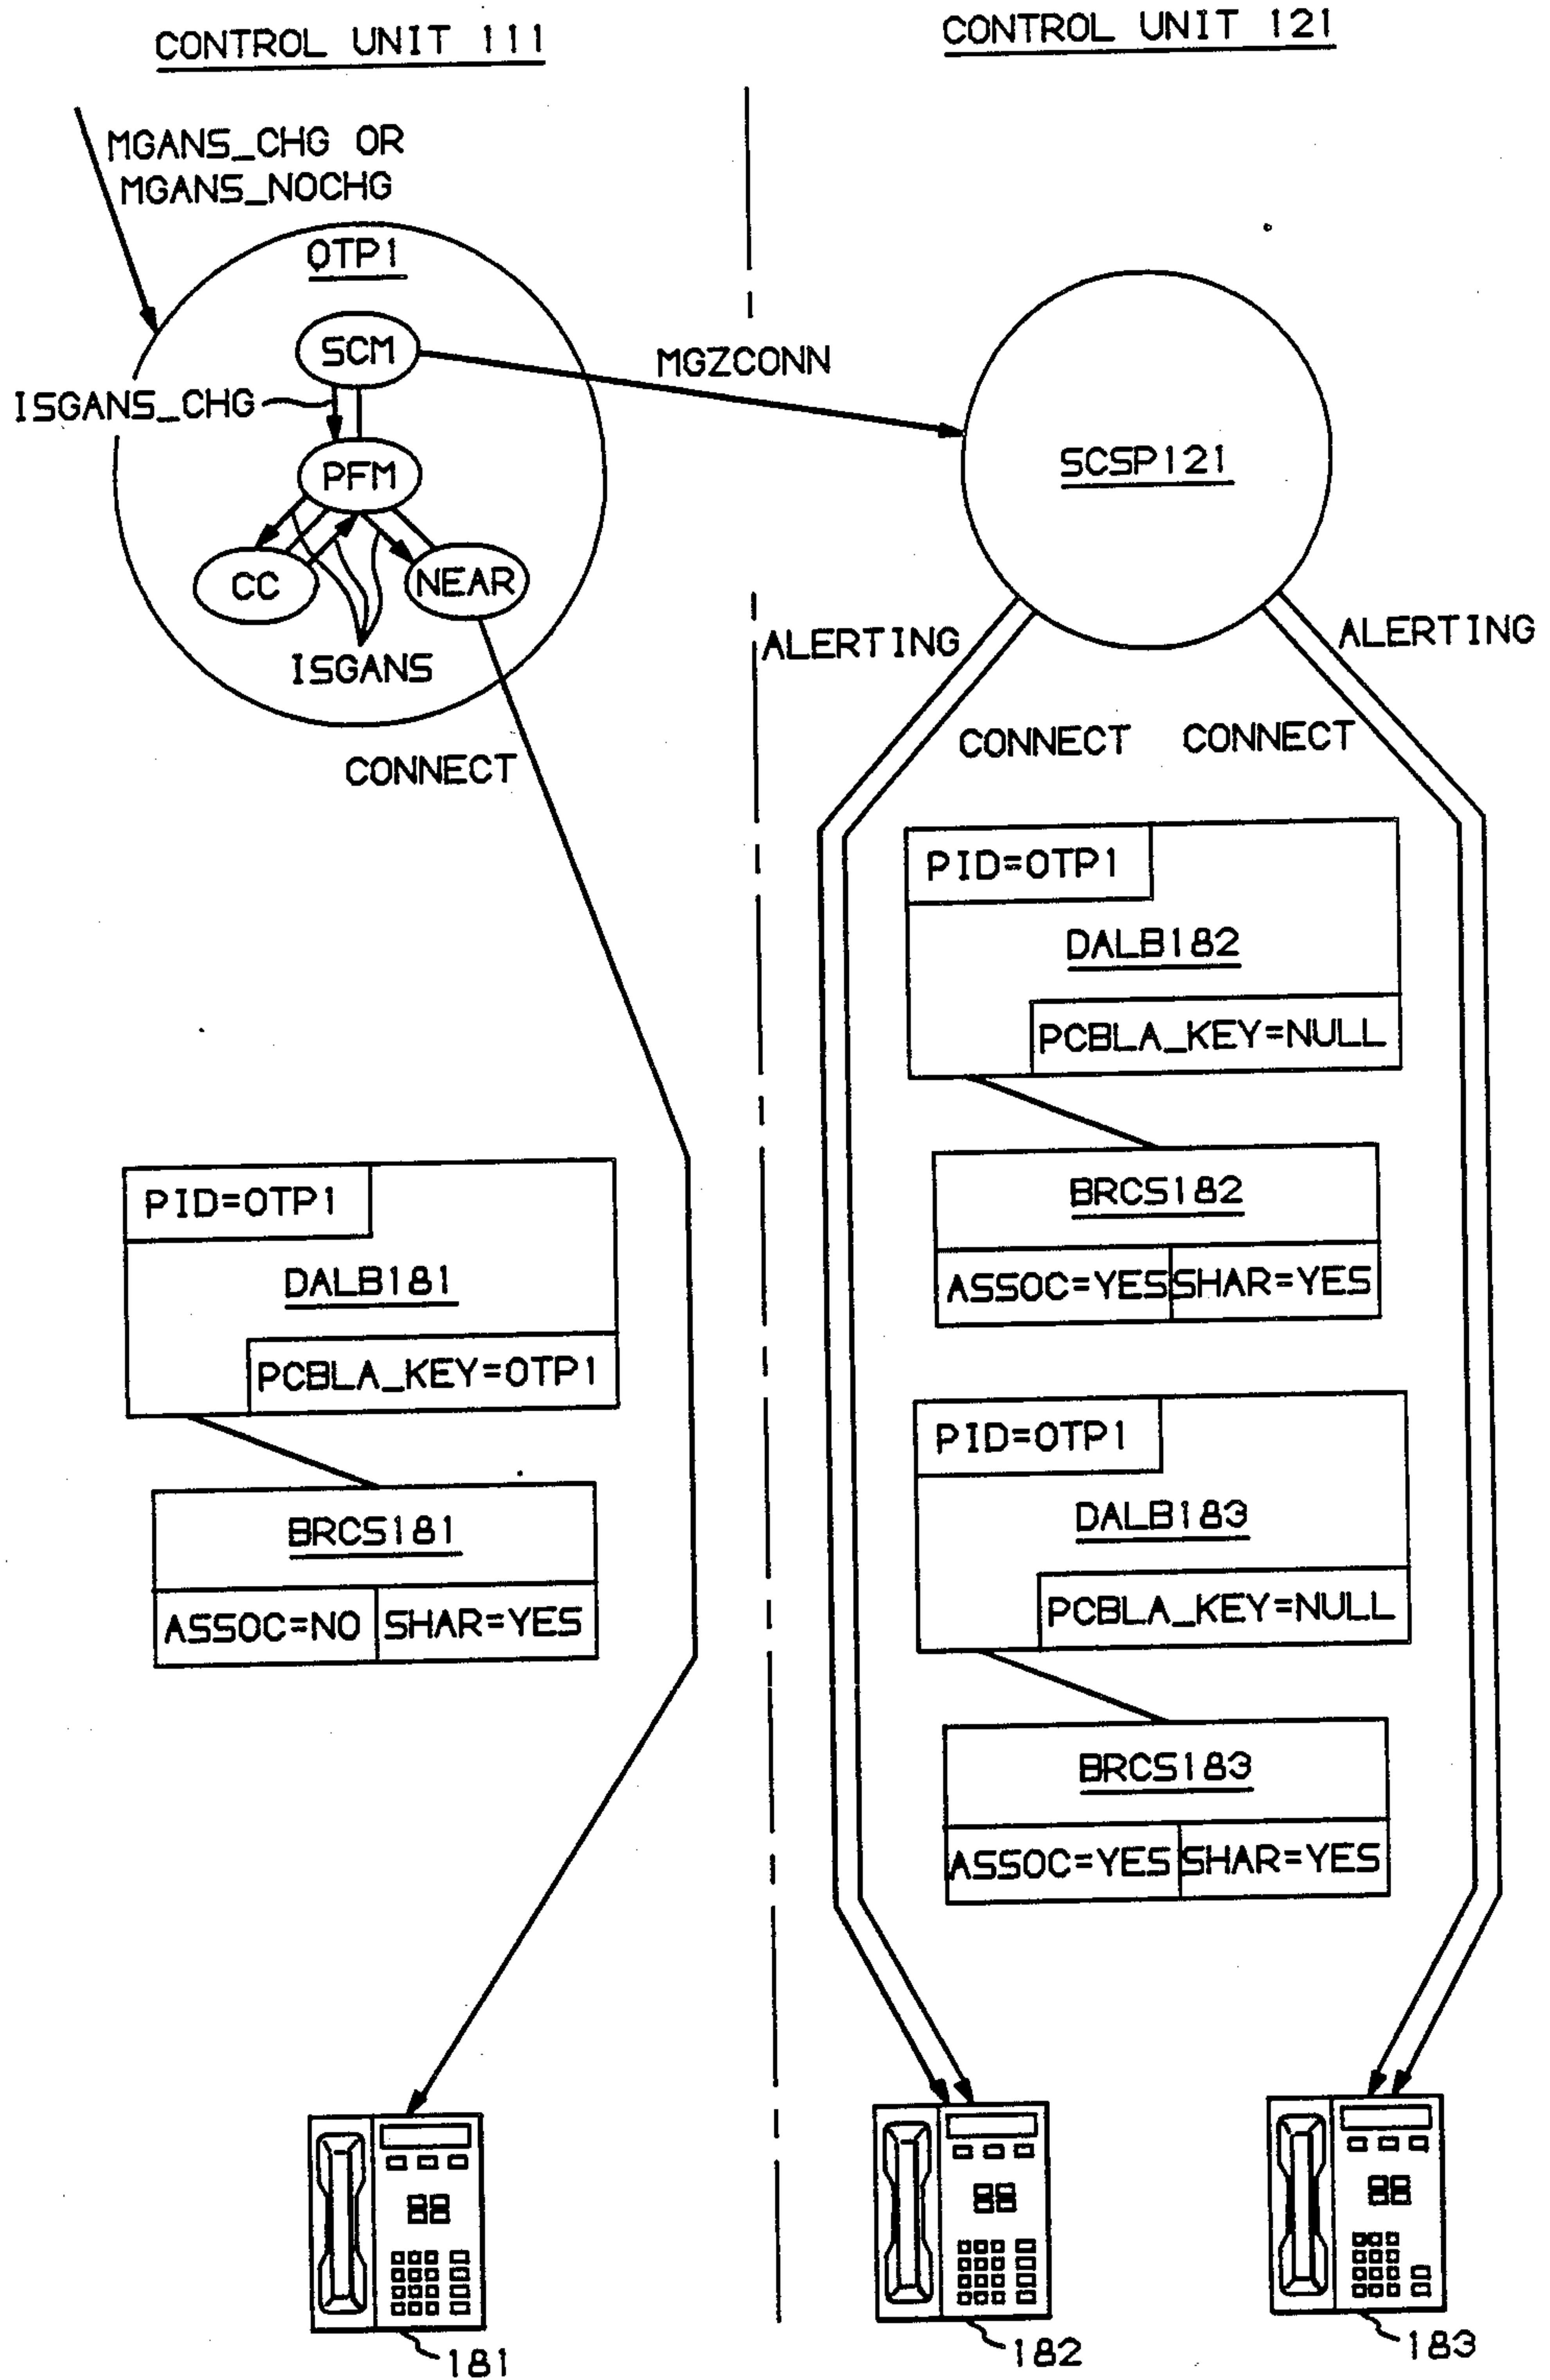 CONTROL UNIT 111
CONTROL UNIT 121
MGANS_CHG OR
MGANS_NOCHG
OTP1
SCM
ISGANS_CHG
MGZCONN
PFM
SCSP121
CC
NEAR
ISGANS
ALERTING
ALERTING
CONNECT
CONNECT
CONNECT
PID=OTP1
DALB182
PCBLA_KEY=NULL
BRCS182
ASSOC=YES
SHAR=YES
PID=OTP1
DALB181
PCBLA_KEY=OTP1
BRCS181
ASSOC=NO
SHAR=YES
PID=OTP1
DALB183
PCBLA_KEY=NULL
BRCS183
ASSOC=YES
SHAR=YES
181
182
183